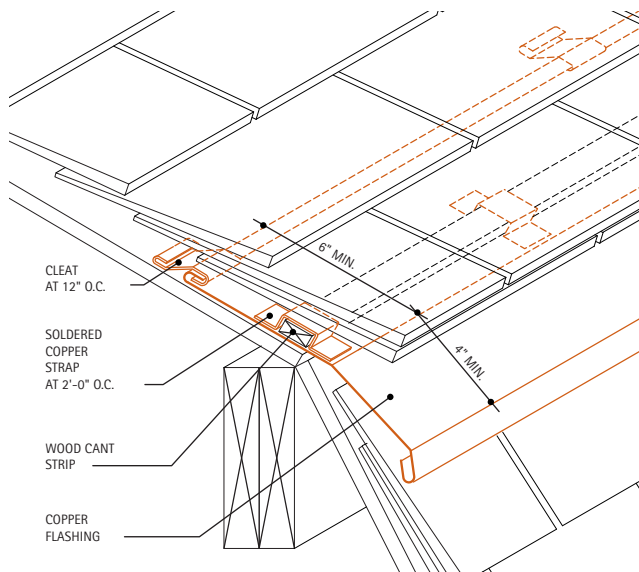 6" MIN.
CLEAT
AT 12" O.C.
SOLDERED
COPPER
STRAP
AT 2'-0" O.C.
4" MIN.
WOOD CANT
STRIP
COPPER
FLASHING